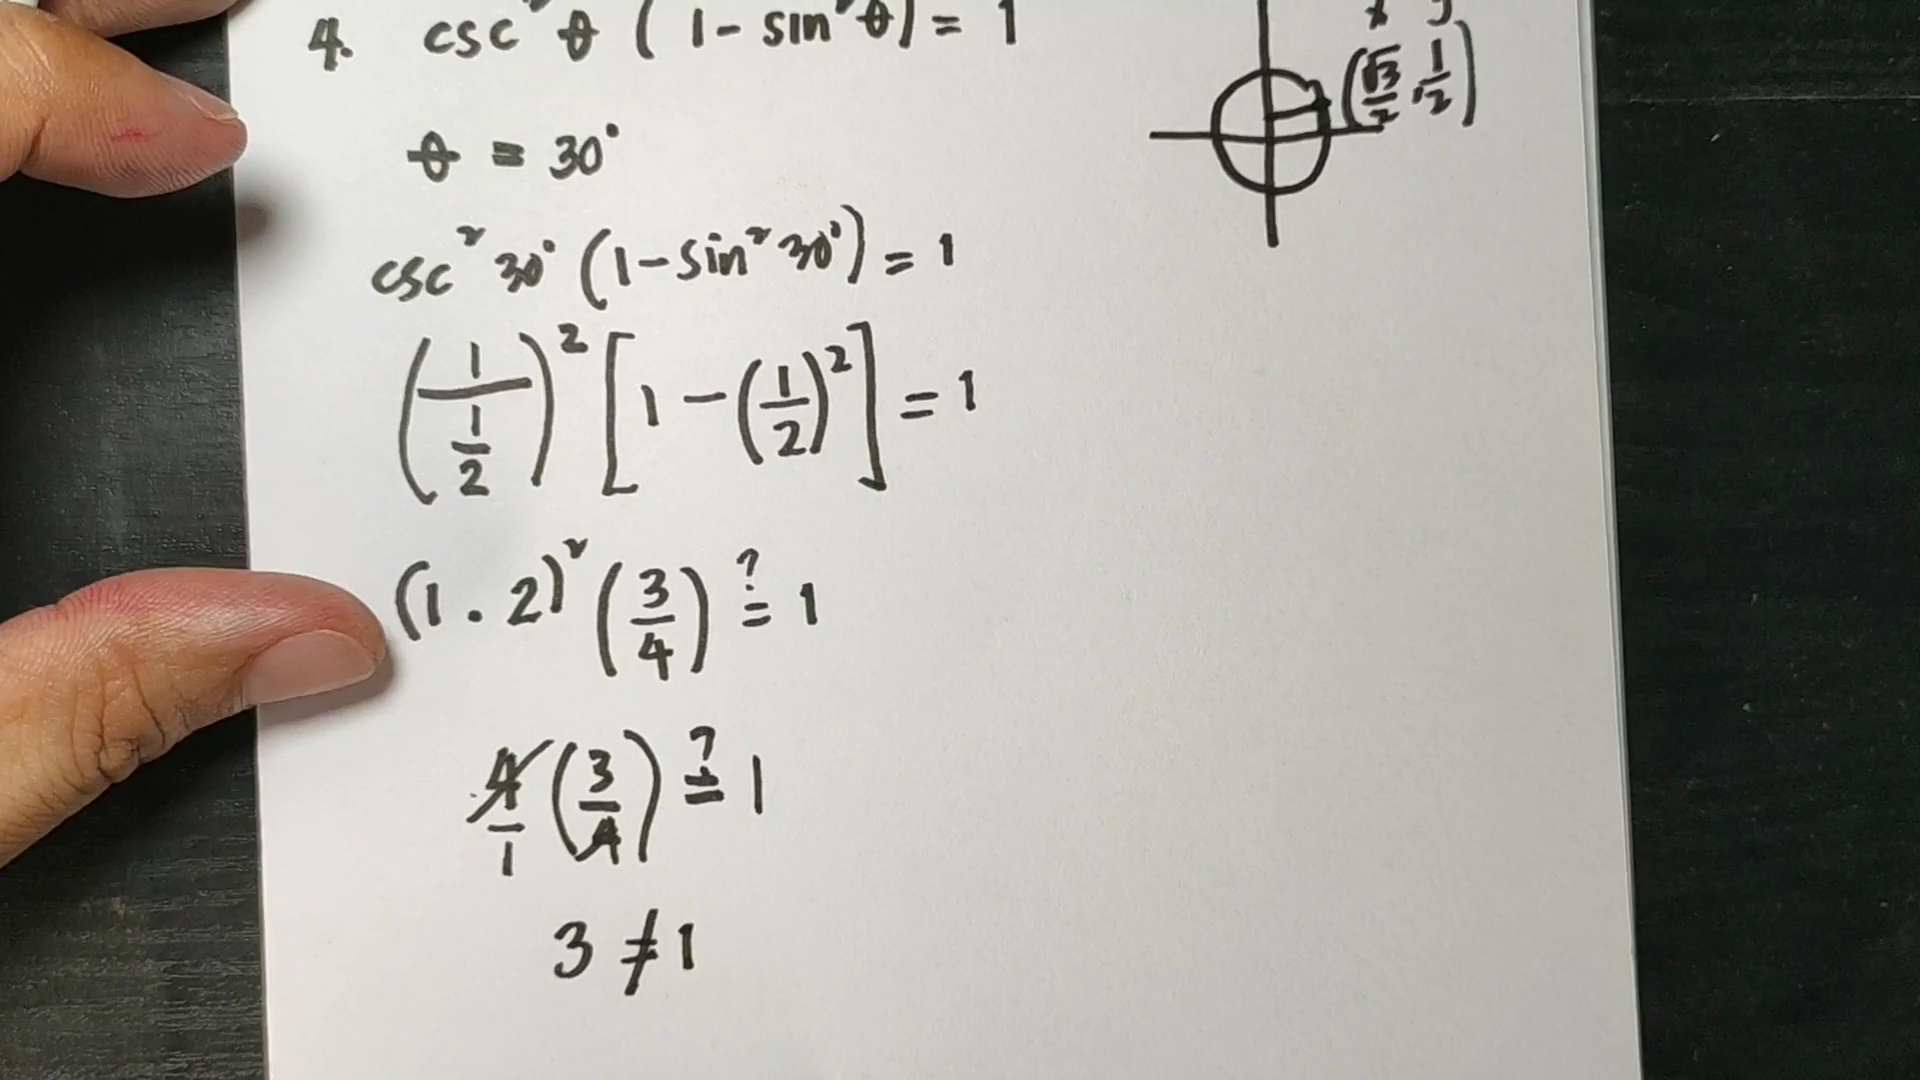 4. csc² θ (1 - sin² θ) = 1
x y
(√3/2, 1/2)
θ = 30°
csc² 30° (1 - sin² 30°) = 1
(1/(1/2))² [1 - (1/2)²] = 1
(1 · 2)² (3/4) ≟ 1
4/1 (3/4) ≟ 1
3 ≠ 1